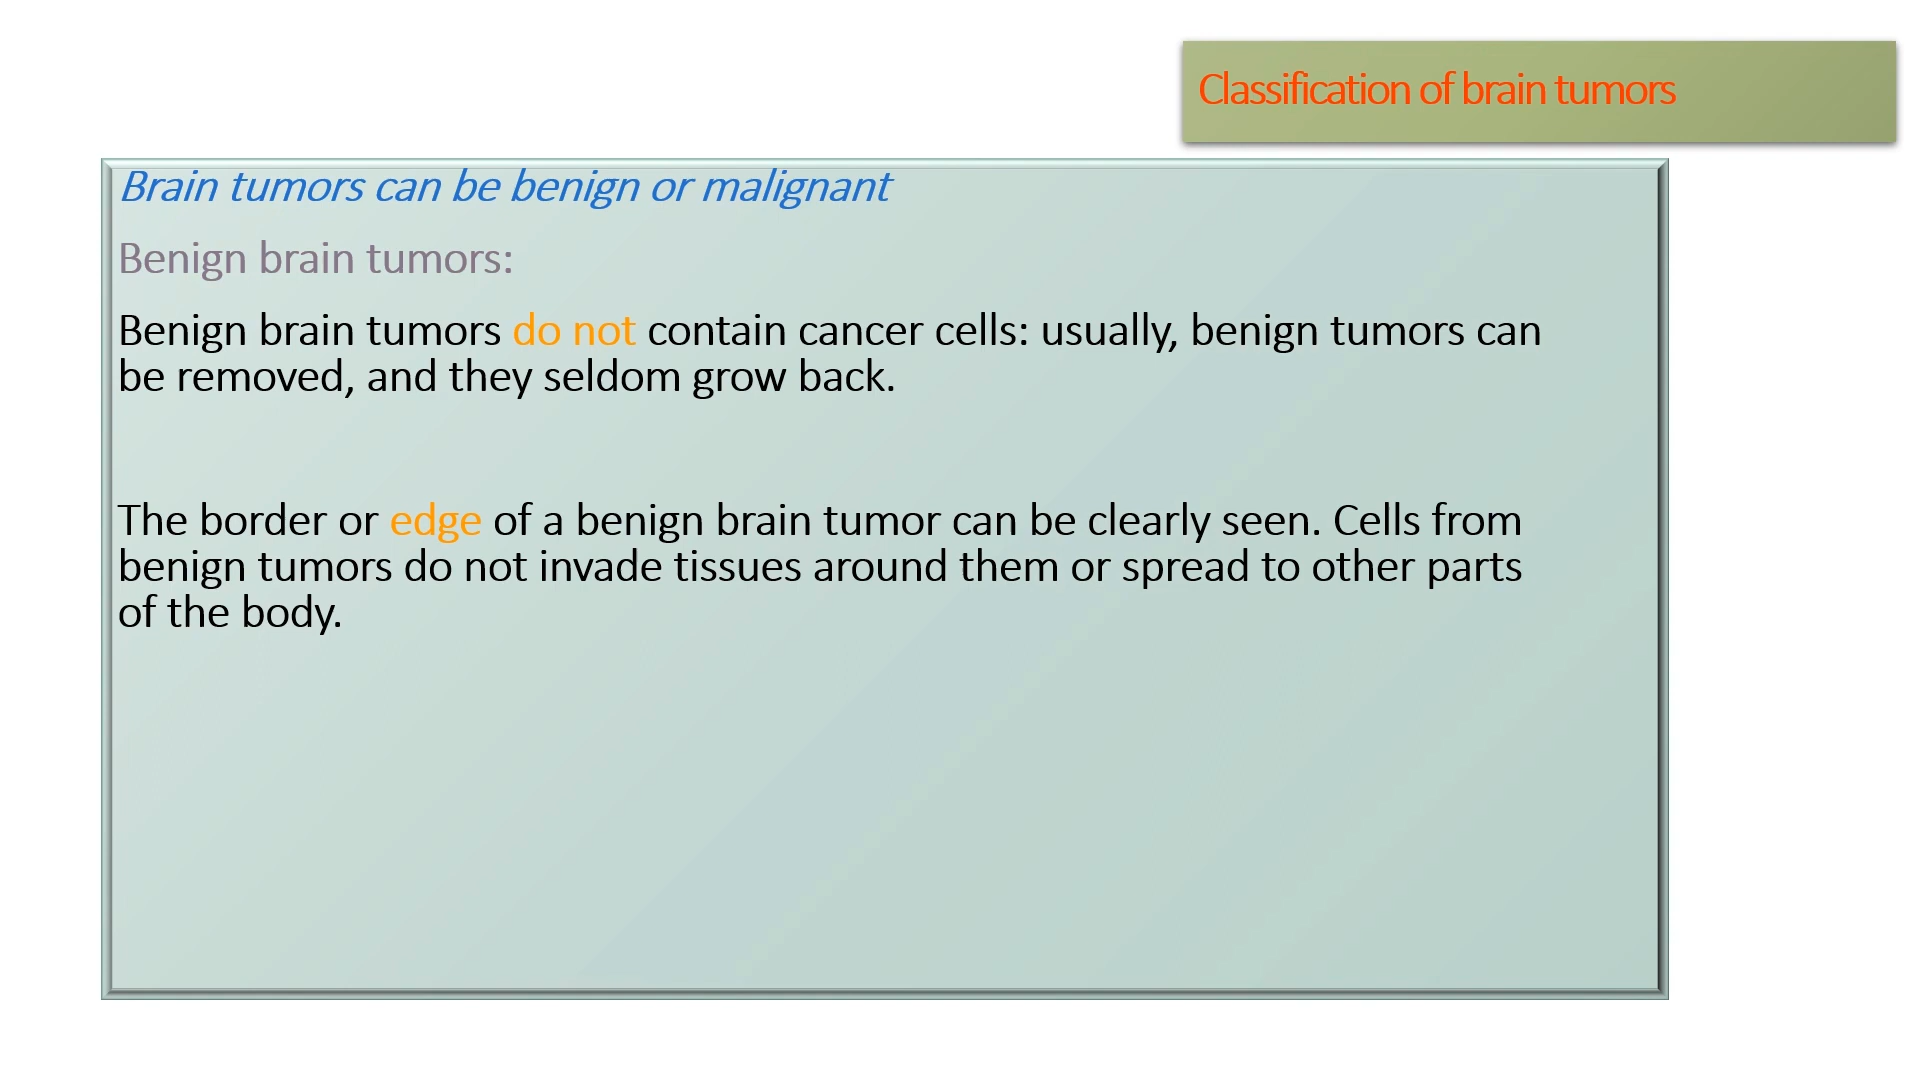 Classification of brain tumors
Brain tumors can be benign or malignant
Benign brain tumors:
Benign brain tumors do not contain cancer cells: usually, benign tumors can
be removed, and they seldom grow back.
The border or edge of a benign brain tumor can be clearly seen. Cells from
benign tumors do not invade tissues around them or spread to other parts
of the body.